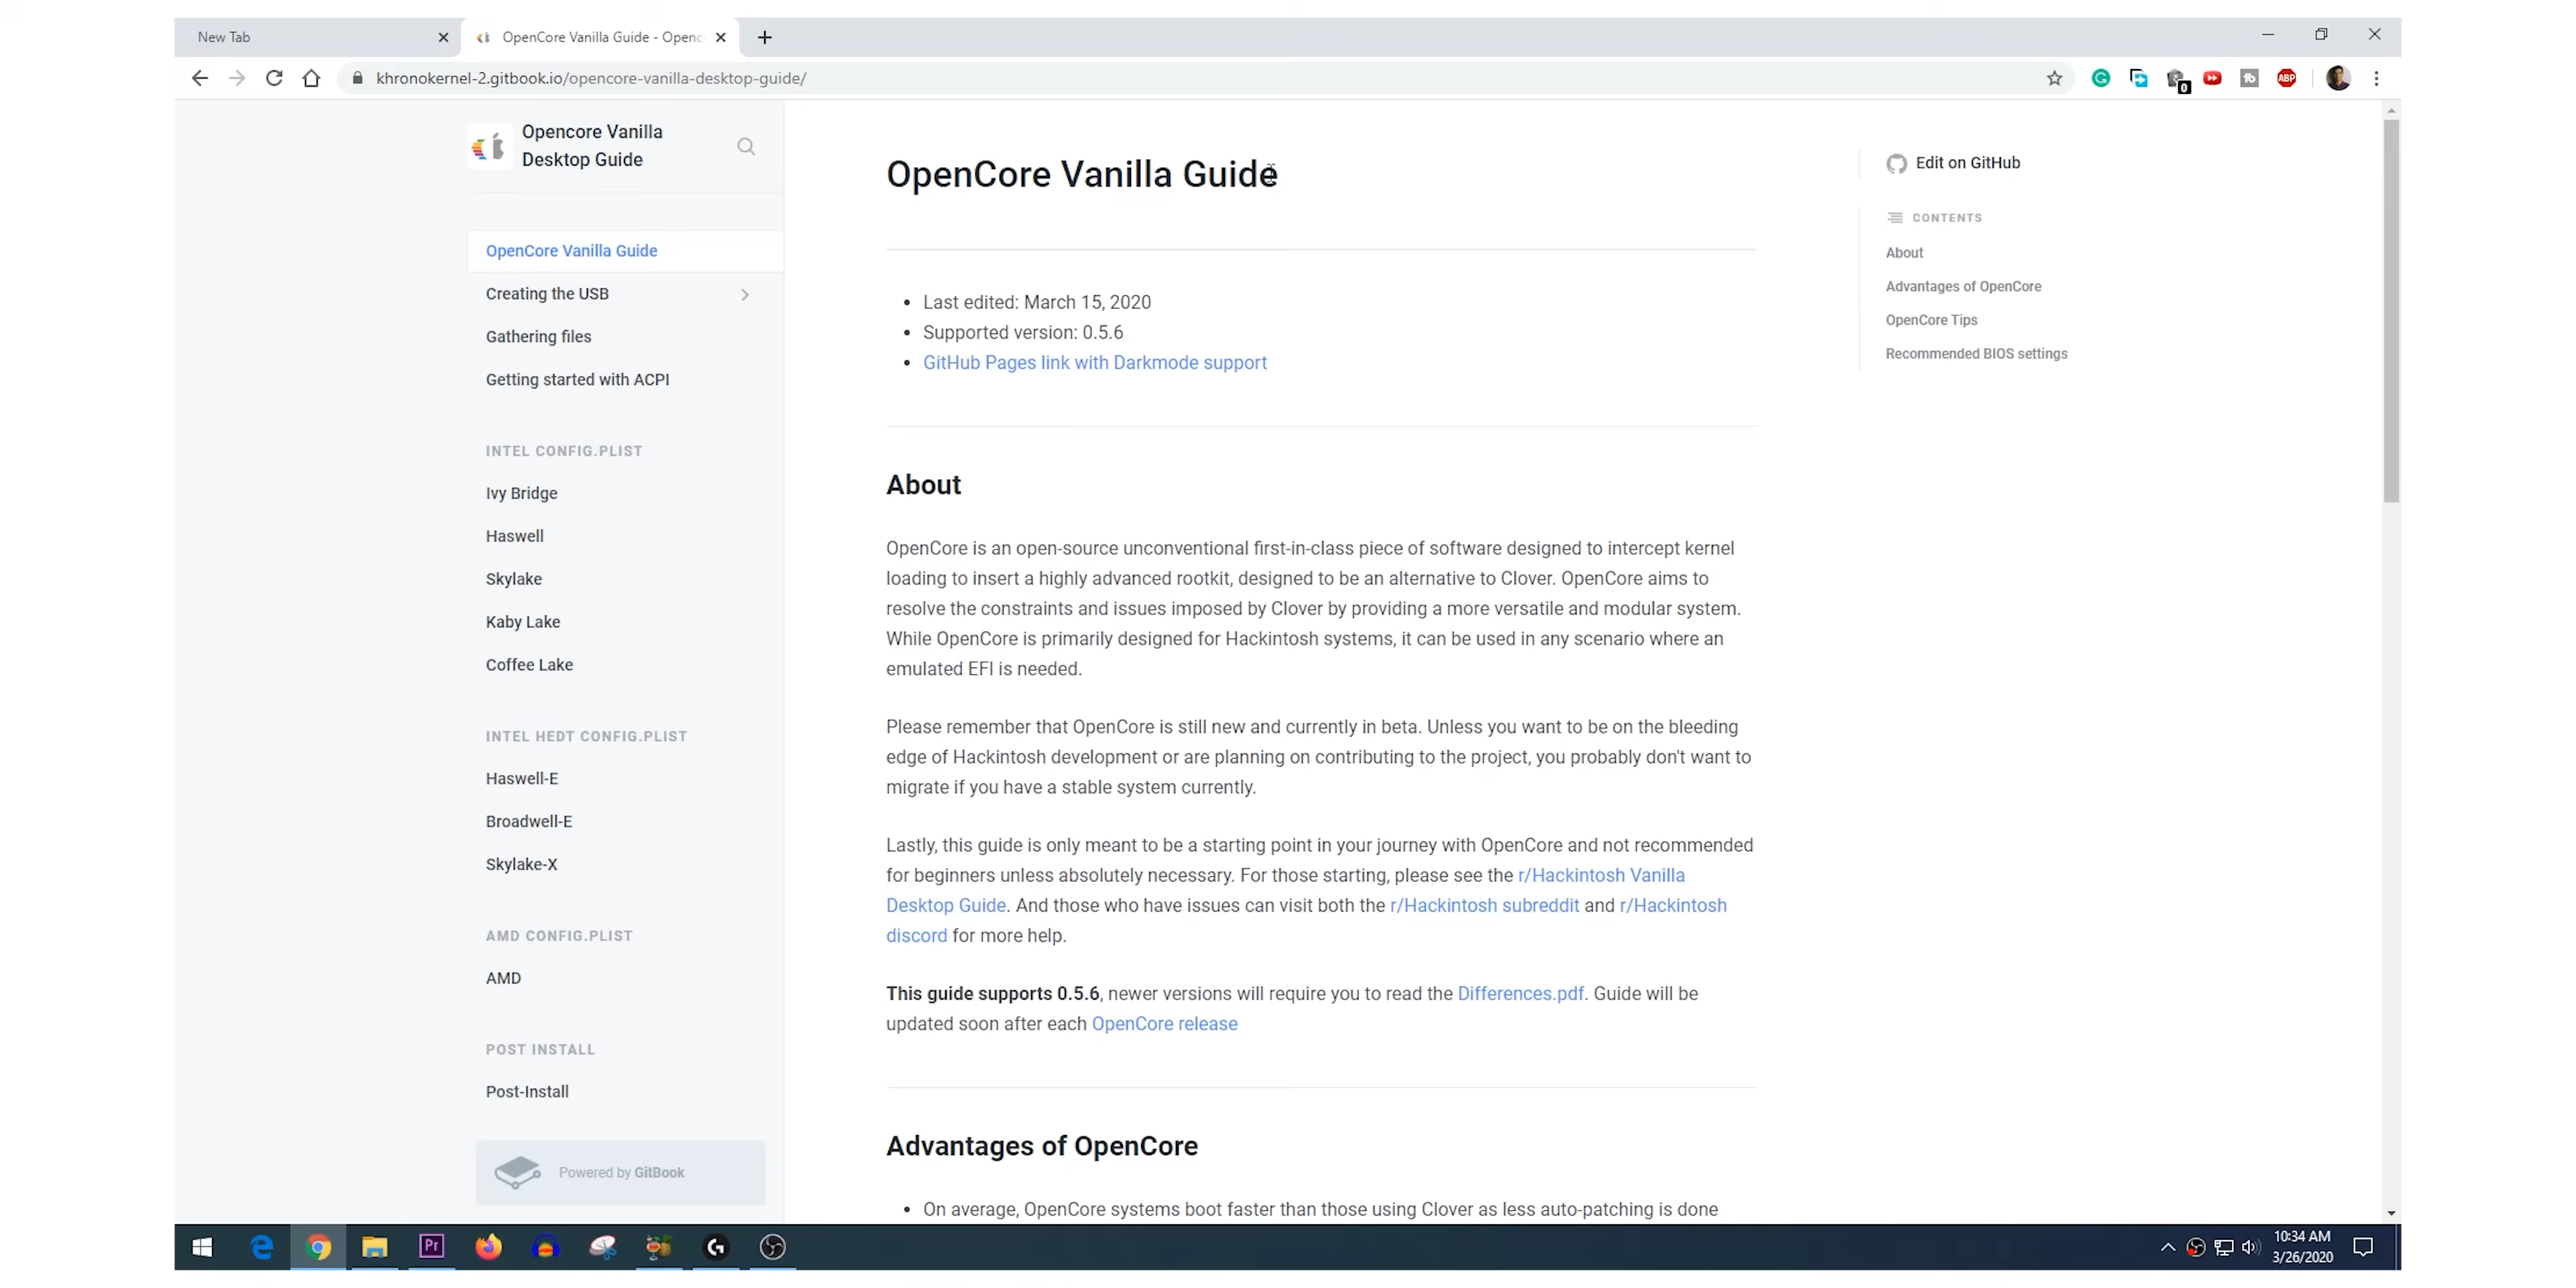 New Tab
OpenCore Vanilla Guide - Openc
khronokernel-2.gitbook.io/opencore-vanilla-desktop-guide/
0
ABP
Opencore Vanilla
Desktop Guide
OpenCore Vanilla Guide
Creating the USB
Gathering files
Getting started with ACPI
INTEL CONFIG.PLIST
Ivy Bridge
Haswell
Skylake
Kaby Lake
Coffee Lake
INTEL HEDT CONFIG.PLIST
Haswell-E
Broadwell-E
Skylake-X
AMD CONFIG.PLIST
AMD
POST INSTALL
Post-Install
Powered by GitBook
OpenCore Vanilla Guide
• Last edited: March 15, 2020
• Supported version: 0.5.6
• GitHub Pages link with Darkmode support
About
OpenCore is an open-source unconventional first-in-class piece of software designed to intercept kernel
loading to insert a highly advanced rootkit, designed to be an alternative to Clover. OpenCore aims to
resolve the constraints and issues imposed by Clover by providing a more versatile and modular system.
While OpenCore is primarily designed for Hackintosh systems, it can be used in any scenario where an
emulated EFI is needed.
Please remember that OpenCore is still new and currently in beta. Unless you want to be on the bleeding
edge of Hackintosh development or are planning on contributing to the project, you probably don't want to
migrate if you have a stable system currently.
Lastly, this guide is only meant to be a starting point in your journey with OpenCore and not recommended
for beginners unless absolutely necessary. For those starting, please see the r/Hackintosh Vanilla
Desktop Guide. And those who have issues can visit both the r/Hackintosh subreddit and r/Hackintosh
discord for more help.
This guide supports 0.5.6, newer versions will require you to read the Differences.pdf. Guide will be
updated soon after each OpenCore release
Advantages of OpenCore
• On average, OpenCore systems boot faster than those using Clover as less auto-patching is done
Edit on GitHub
CONTENTS
About
Advantages of OpenCore
OpenCore Tips
Recommended BIOS settings
Pr
10:34 AM
3/26/2020